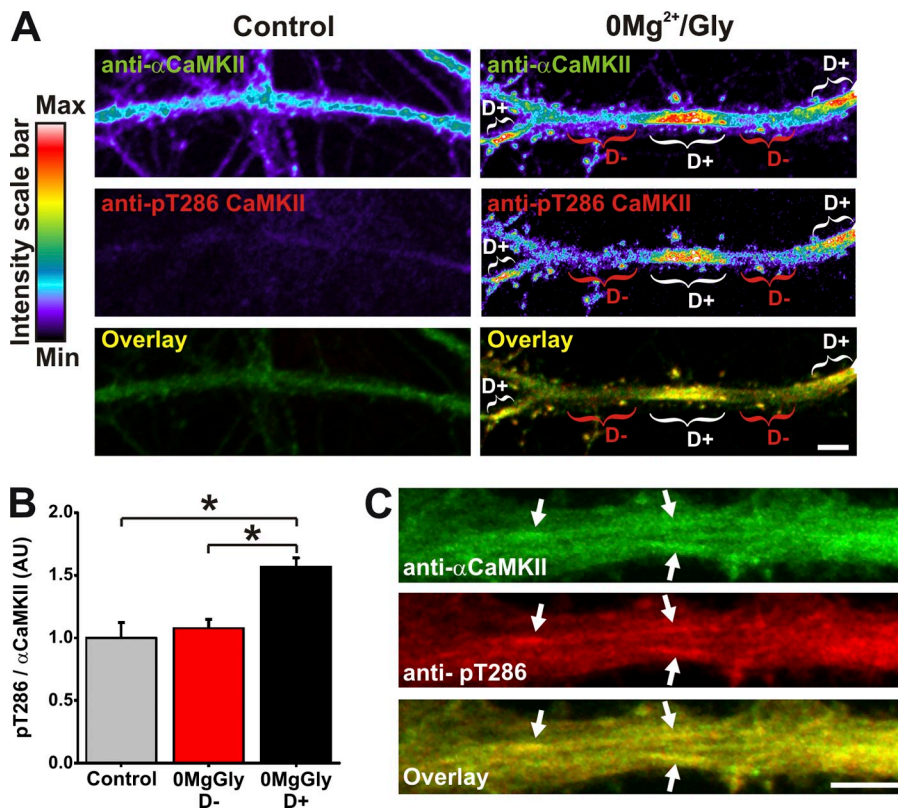 A
Control
0Mg²⁺/Gly
Max
Intensity scale bar
Min
anti-αCaMKII
anti-pT286 CaMKII
Overlay
anti-αCaMKII
D+
D+
D-
D+
D-
anti-pT286 CaMKII
D+
D+
D-
D+
D-
Overlay
D+
D+
D-
D+
D-
B
pT286 / αCaMKII (AU)
2.0
1.5
1.0
0.5
0.0
*
*
Control
0MgGly
D-
0MgGly
D+
C
anti-αCaMKII
anti- pT286
Overlay